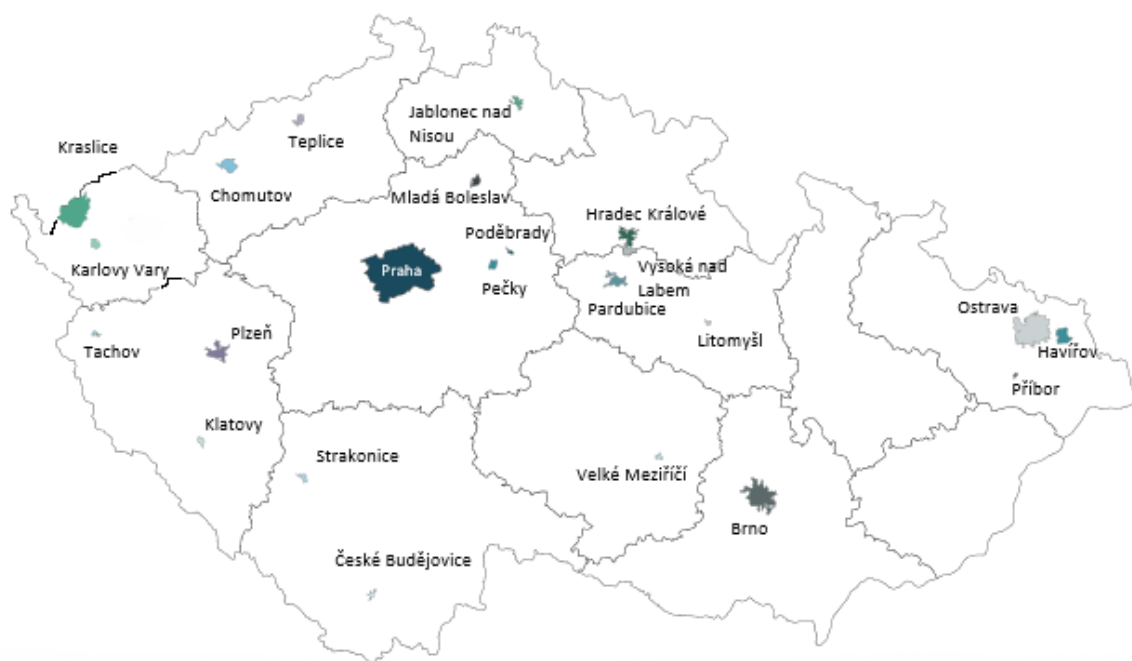 Jablonec nad
Nisou
Teplice
Kraslice
Chomutov
Mladá Boleslav
Hradec Králové
Poděbrady
Karlovy Vary
Praha
Pečky
Vysoká nad
Labem
Pardubice
Ostrava
Plzeň
Litomyšl
Havířov
Tachov
Příbor
Klatovy
Strakonice
Velké Meziříčí
Brno
České Budějovice